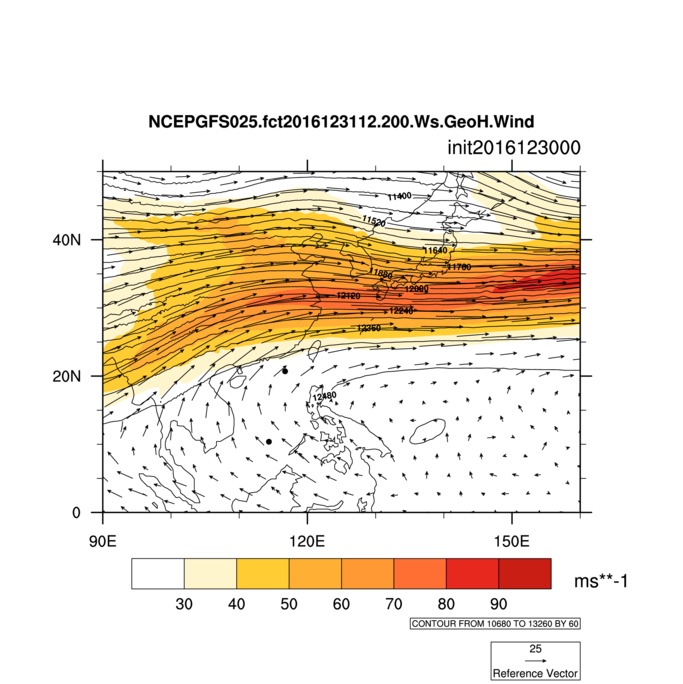 NCEPGFS025.fct2016123112.200.Ws.GeoH.Wind
init2016123000
11400
11520
40N
11640
11880
11760
12000
12120
12240
12360
20N
12480
0
90E 120E 150E
ms**-1
30 40 50 60 70 80 90
CONTOUR FROM 10680 TO 13260 BY 60
25
Reference Vector